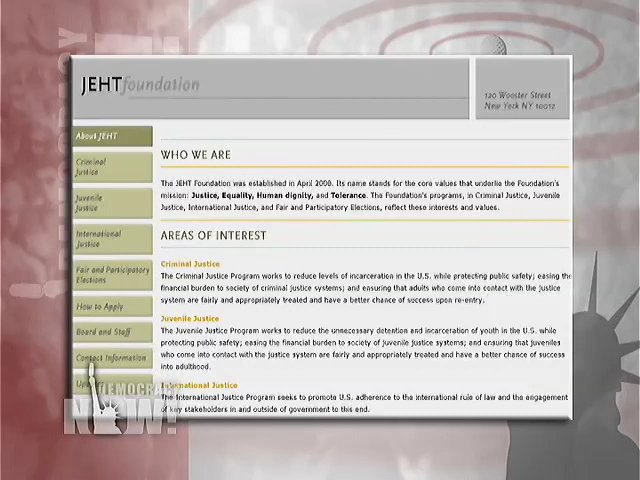 JEHT foundation
120 Wooster Street
New York NY 10012
About JEHT
Criminal
Justice
Juvenile
Justice
International
Justice
Fair and Participatory
Elections
How to Apply
Board and Staff
Contact Information
WHO WE ARE
The JEHT Foundation was established in April 2000. Its name stands for the core values that underlie the Foundation's
mission: Justice, Equality, Human dignity, and Tolerance. The Foundation's programs, in Criminal Justice, Juvenile
Justice, International Justice, and Fair and Participatory Elections, reflect these interests and values.
AREAS OF INTEREST
Criminal Justice
The Criminal Justice Program works to reduce levels of incarceration in the U.S. while protecting public safety; easing the
financial burden to society of criminal justice systems; and ensuring that adults who come into contact with the justice
system are fairly and appropriately treated and have a better chance of success upon re-entry.
Juvenile Justice
The Juvenile Justice Program works to reduce the unnecessary detention and incarceration of youth in the U.S. while
protecting public safety; easing the financial burden to society of juvenile justice systems; and ensuring that juveniles
who come into contact with the justice system are fairly and appropriately treated and have a better chance of success
into adulthood.
International Justice
The International Justice Program seeks to promote U.S. adherence to the international rule of law and the engagement
of key stakeholders in and outside of government to this end.
DEMOCRACY
NOW!